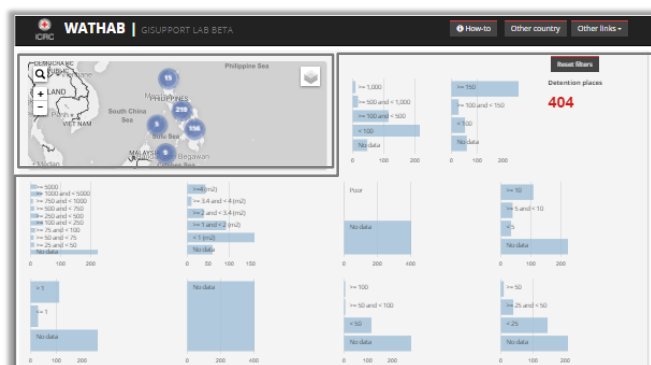 ICRC
WATHAB | GISUPPORT LAB BETA
How-to
Other country
Other links
Philippine Sea
PHILIPPINES
South China
Sea
VIET NAM
Sulu Sea
MALAYSIA
Begawan
15
219
5
156
9
+
-
Reset filters
Detention places
404
>= 1,000
>= 500 and < 1,000
>= 100 and < 500
< 100
No data
0 100 200
>= 150
>= 100 and < 150
< 100
No data
0 100 200
>= 5000
>= 1000 and < 5000
>= 750 and < 1000
>= 500 and < 750
>= 250 and < 500
>= 100 and < 250
>= 75 and < 100
>= 50 and < 75
>= 25 and < 50
No data
0 100 200
>=4 (m2)
>= 3.4 and < 4 (m2)
>= 2 and < 3.4 (m2)
>= 1 and < 2 (m2)
< 1 (m2)
No data
0 50 100 150
Poor
No data
0 200 400
>= 10
>= 5 and < 10
< 5
No data
0 100 200
< 1
>= 1
No data
0 100 200
No data
0 200 400
>= 100
>= 50 and < 100
< 50
No data
0 100 200
>= 50
>= 25 and < 50
< 25
No data
0 100 200